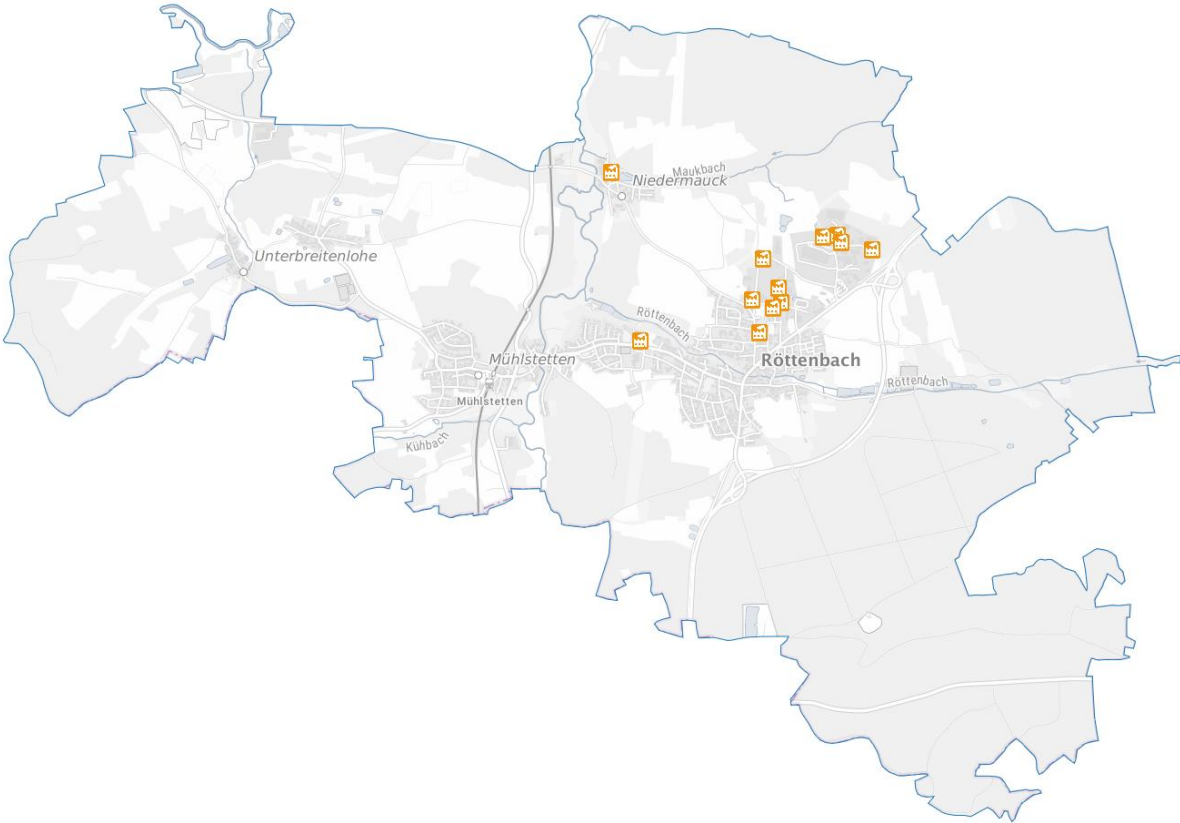 Maukbach
Niedermauck
Unterbreitenlohe
Röttenbach
Mühlstetten
Röttenbach
Röttenbach
Mühlstetten
Kühbach